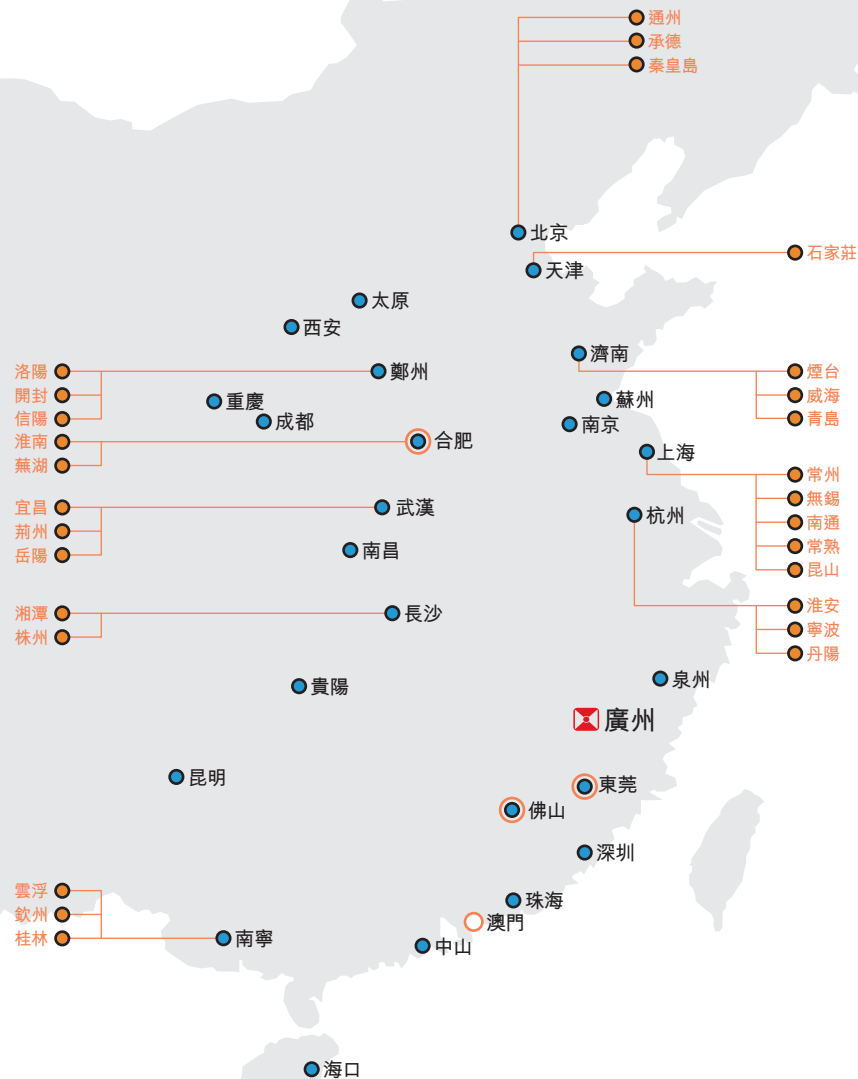 通州
承德
秦皇島
北京
石家莊
天津
太原
西安
濟南
洛陽
鄭州
煙台
開封
重慶
蘇州
威海
信陽
成都
南京
青島
淮南
合肥
上海
蕪湖
常州
無錫
宜昌
武漢
杭州
南通
荊州
南昌
常熟
岳陽
昆山
淮安
湘潭
長沙
寧波
株州
丹陽
泉州
貴陽
廣州
昆明
東莞
佛山
深圳
雲浮
珠海
欽州
澳門
桂林
南寧
中山
海口